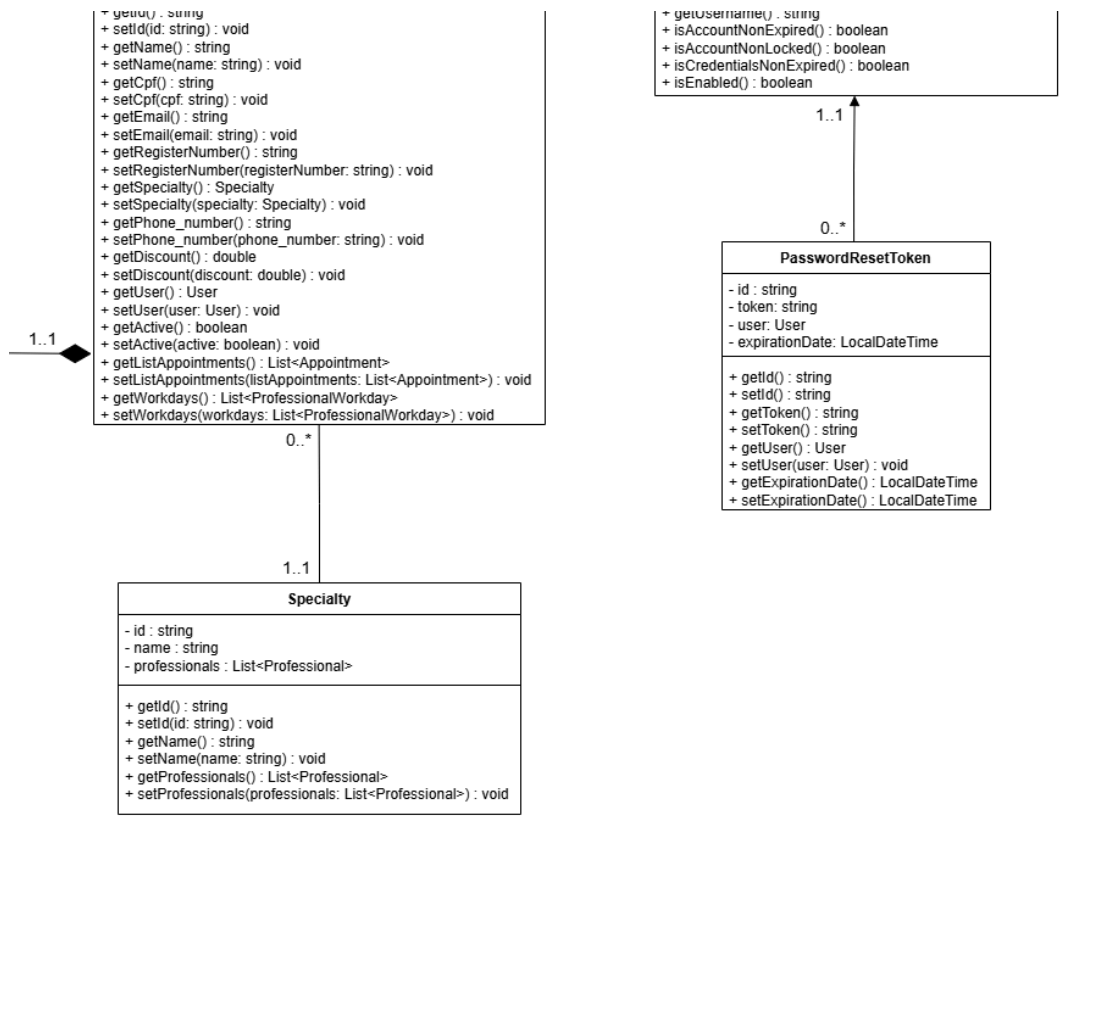 + getId() : string
+ setId(id: string) : void
+ getName() : string
+ setName(name: string) : void
+ getCpf() : string
+ setCpf(cpf: string) : void
+ getEmail() : string
+ setEmail(email: string) : void
+ getRegisterNumber() : string
+ setRegisterNumber(registerNumber: string) : void
+ getSpecialty() : Specialty
+ setSpecialty(specialty: Specialty) : void
+ getPhone_number() : string
+ setPhone_number(phone_number: string) : void
+ getDiscount() : double
+ setDiscount(discount: double) : void
+ getUser() : User
+ setUser(user: User) : void
+ getActive() : boolean
+ setActive(active: boolean) : void
+ getListAppointments() : List<Appointment>
+ setListAppointments(listAppointments: List<Appointment>) : void
+ getWorkdays() : List<ProfessionalWorkday>
+ setWorkdays(workdays: List<ProfessionalWorkday>) : void
1..1
0..*
1..1
Specialty
- id : string
- name : string
- professionals : List<Professional>
+ getId() : string
+ setId(id: string) : void
+ getName() : string
+ setName(name: string) : void
+ getProfessionals() : List<Professional>
+ setProfessionals(professionals: List<Professional>) : void
+ getUsername() : string
+ isAccountNonExpired() : boolean
+ isAccountNonLocked() : boolean
+ isCredentialsNonExpired() : boolean
+ isEnabled() : boolean
1..1
0..*
PasswordResetToken
- id : string
- token: string
- user: User
- expirationDate: LocalDateTime
+ getId() : string
+ setId() : string
+ getToken() : string
+ setToken() : string
+ getUser() : User
+ setUser(user: User) : void
+ getExpirationDate() : LocalDateTime
+ setExpirationDate() : LocalDateTime